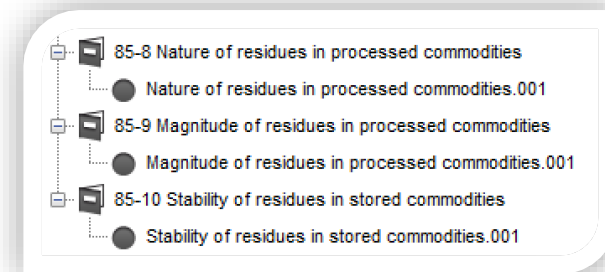 85-8 Nature of residues in processed commodities
Nature of residues in processed commodities.001
85-9 Magnitude of residues in processed commodities
Magnitude of residues in processed commodities.001
85-10 Stability of residues in stored commodities
Stability of residues in stored commodities.001